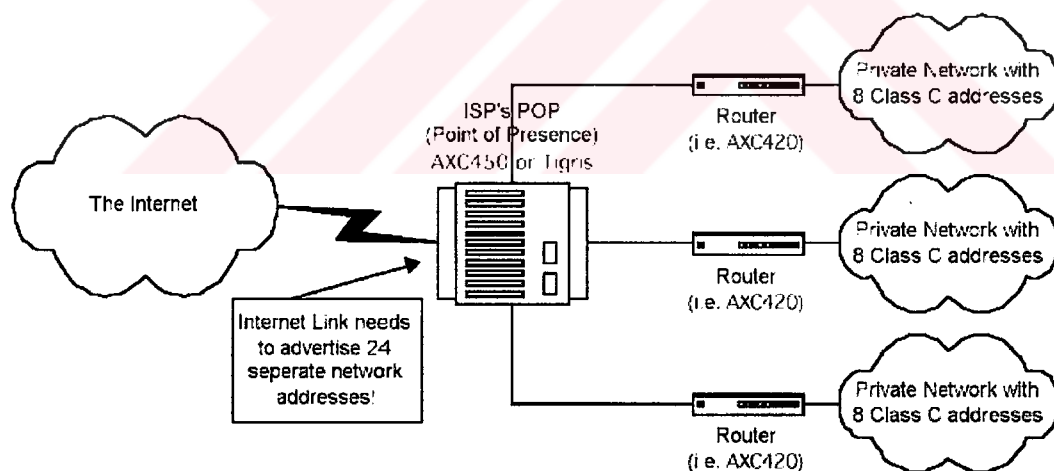 The Internet
ISP's POP
(Point of Presence)
AXC450 or Tigris
Internet Link needs
to advertise 24
seperate network
addresses!
Router
(i.e. AXC420)
Private Network with
8 Class C addresses
Router
(i.e. AXC420)
Private Network with
8 Class C addresses
Router
(i.e. AXC420)
Private Network with
8 Class C addresses